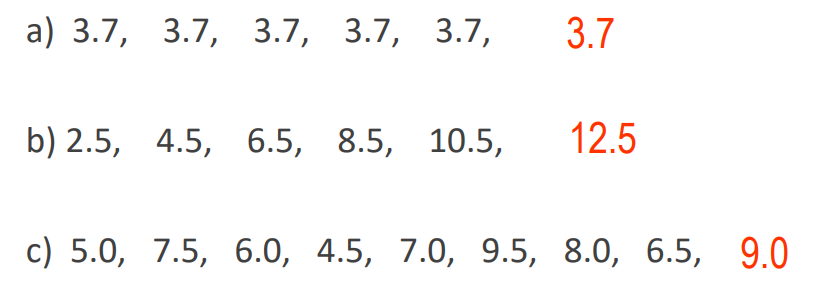 a) 3.7, 3.7, 3.7, 3.7, 3.7, 3.7
b) 2.5, 4.5, 6.5, 8.5, 10.5, 12.5
c) 5.0, 7.5, 6.0, 4.5, 7.0, 9.5, 8.0, 6.5, 9.0